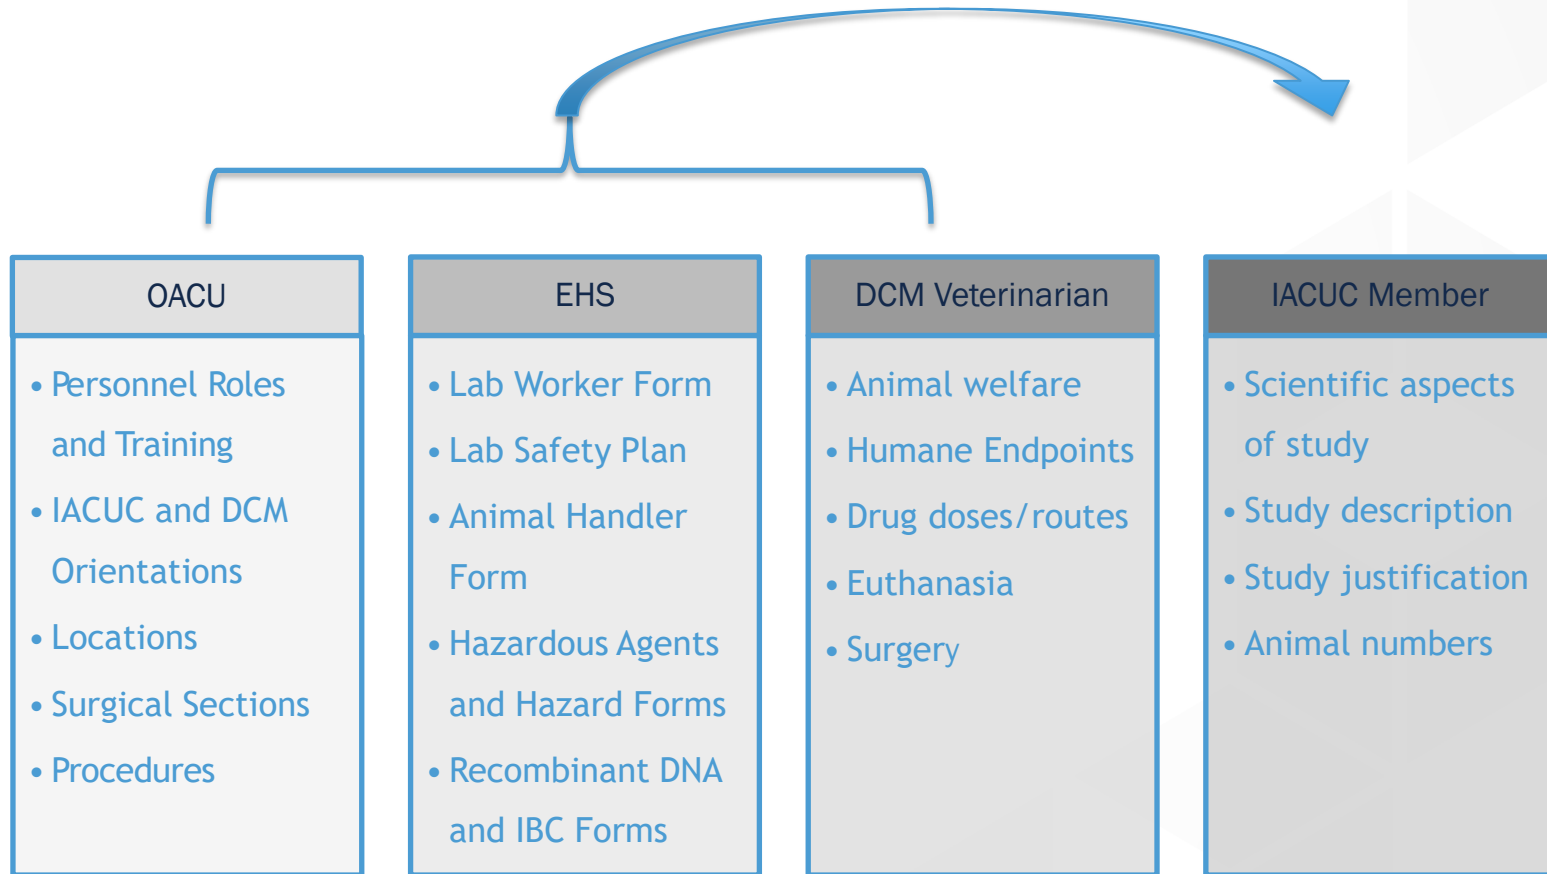 OACU
• Personnel Roles
and Training
• IACUC and DCM
Orientations
• Locations
• Surgical Sections
• Procedures
EHS
• Lab Worker Form
• Lab Safety Plan
• Animal Handler
Form
• Hazardous Agents
and Hazard Forms
• Recombinant DNA
and IBC Forms
DCM Veterinarian
• Animal welfare
• Humane Endpoints
• Drug doses/routes
• Euthanasia
• Surgery
IACUC Member
• Scientific aspects
of study
• Study description
• Study justification
• Animal numbers